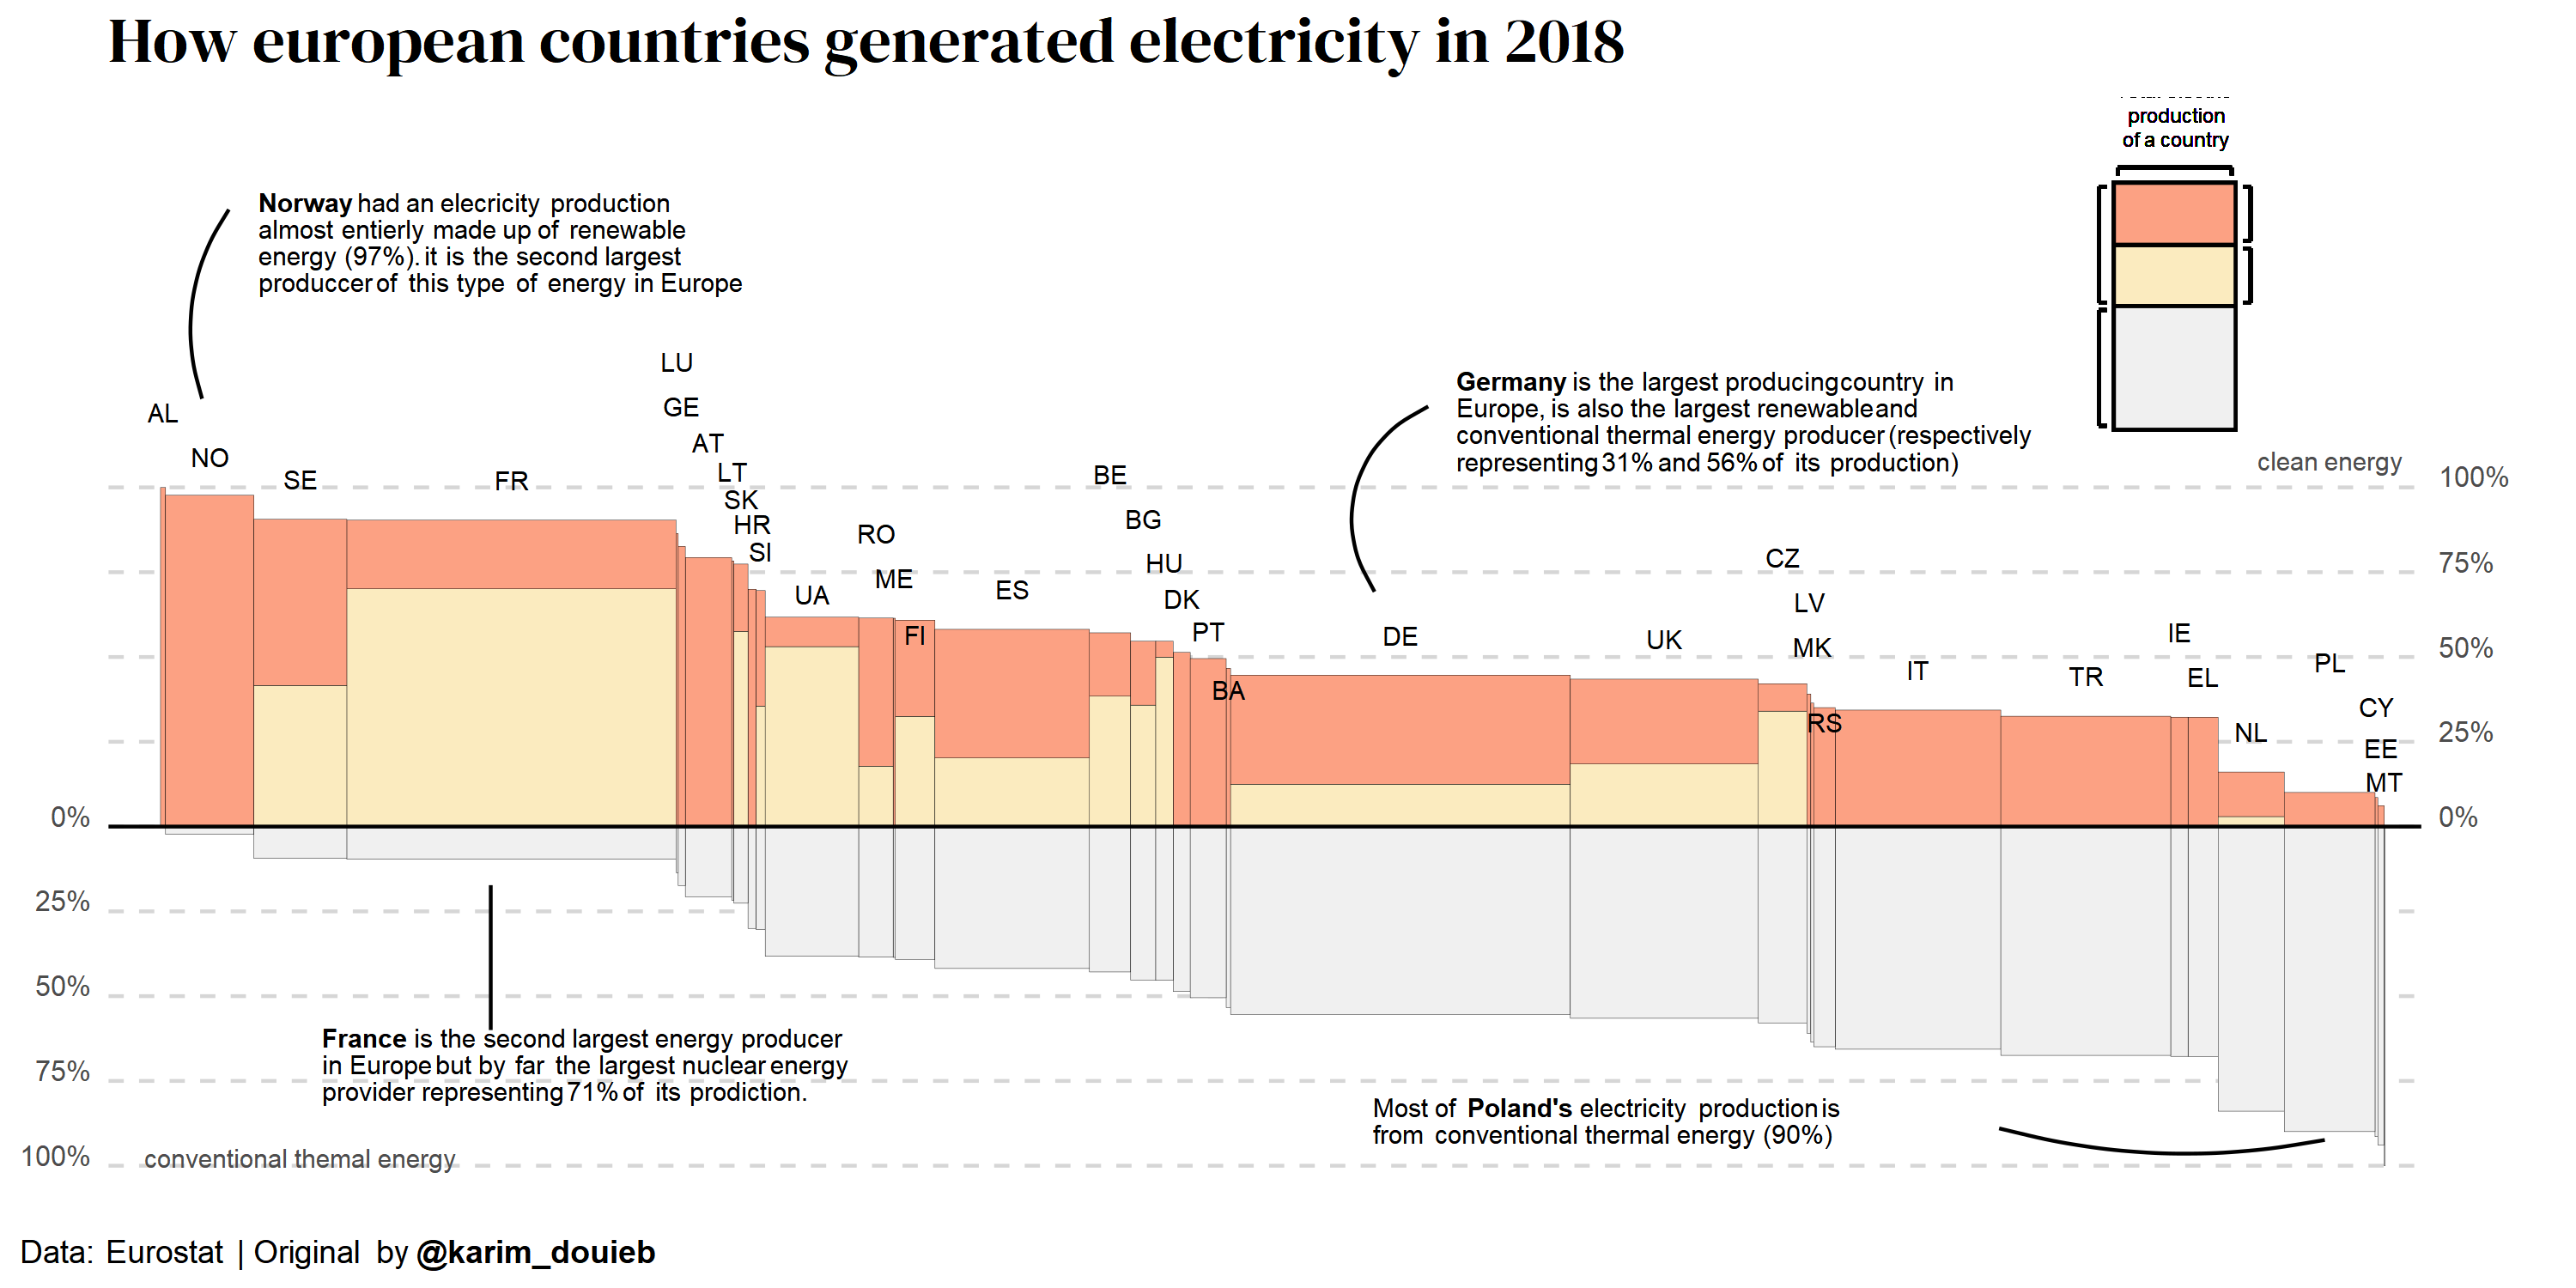 How european countries generated electricity in 2018
production
of a country
Norway had an elecricity production
almost entierly made up of renewable
energy (97%). it is the second largest
produccer of this type of energy in Europe
Germany is the largest producing country in
Europe, is also the largest renewable and
conventional thermal energy producer (respectively
representing 31% and 56% of its production)
clean energy
100%
75%
50%
25%
0%
AL
NO
SE
FR
LU
GE
AT
LT
SK
HR
SI
UA
RO
ME
FI
ES
BE
BG
HU
DK
PT
BA
DE
UK
CZ
LV
MK
RS
IT
TR
IE
EL
NL
PL
CY
EE
MT
0%
25%
50%
75%
100%
conventional themal energy
France is the second largest energy producer
in Europe but by far the largest nuclear energy
provider representing 71% of its prodiction.
Most of Poland's electricity production is
from conventional thermal energy (90%)
Data: Eurostat | Original by @karim_douieb